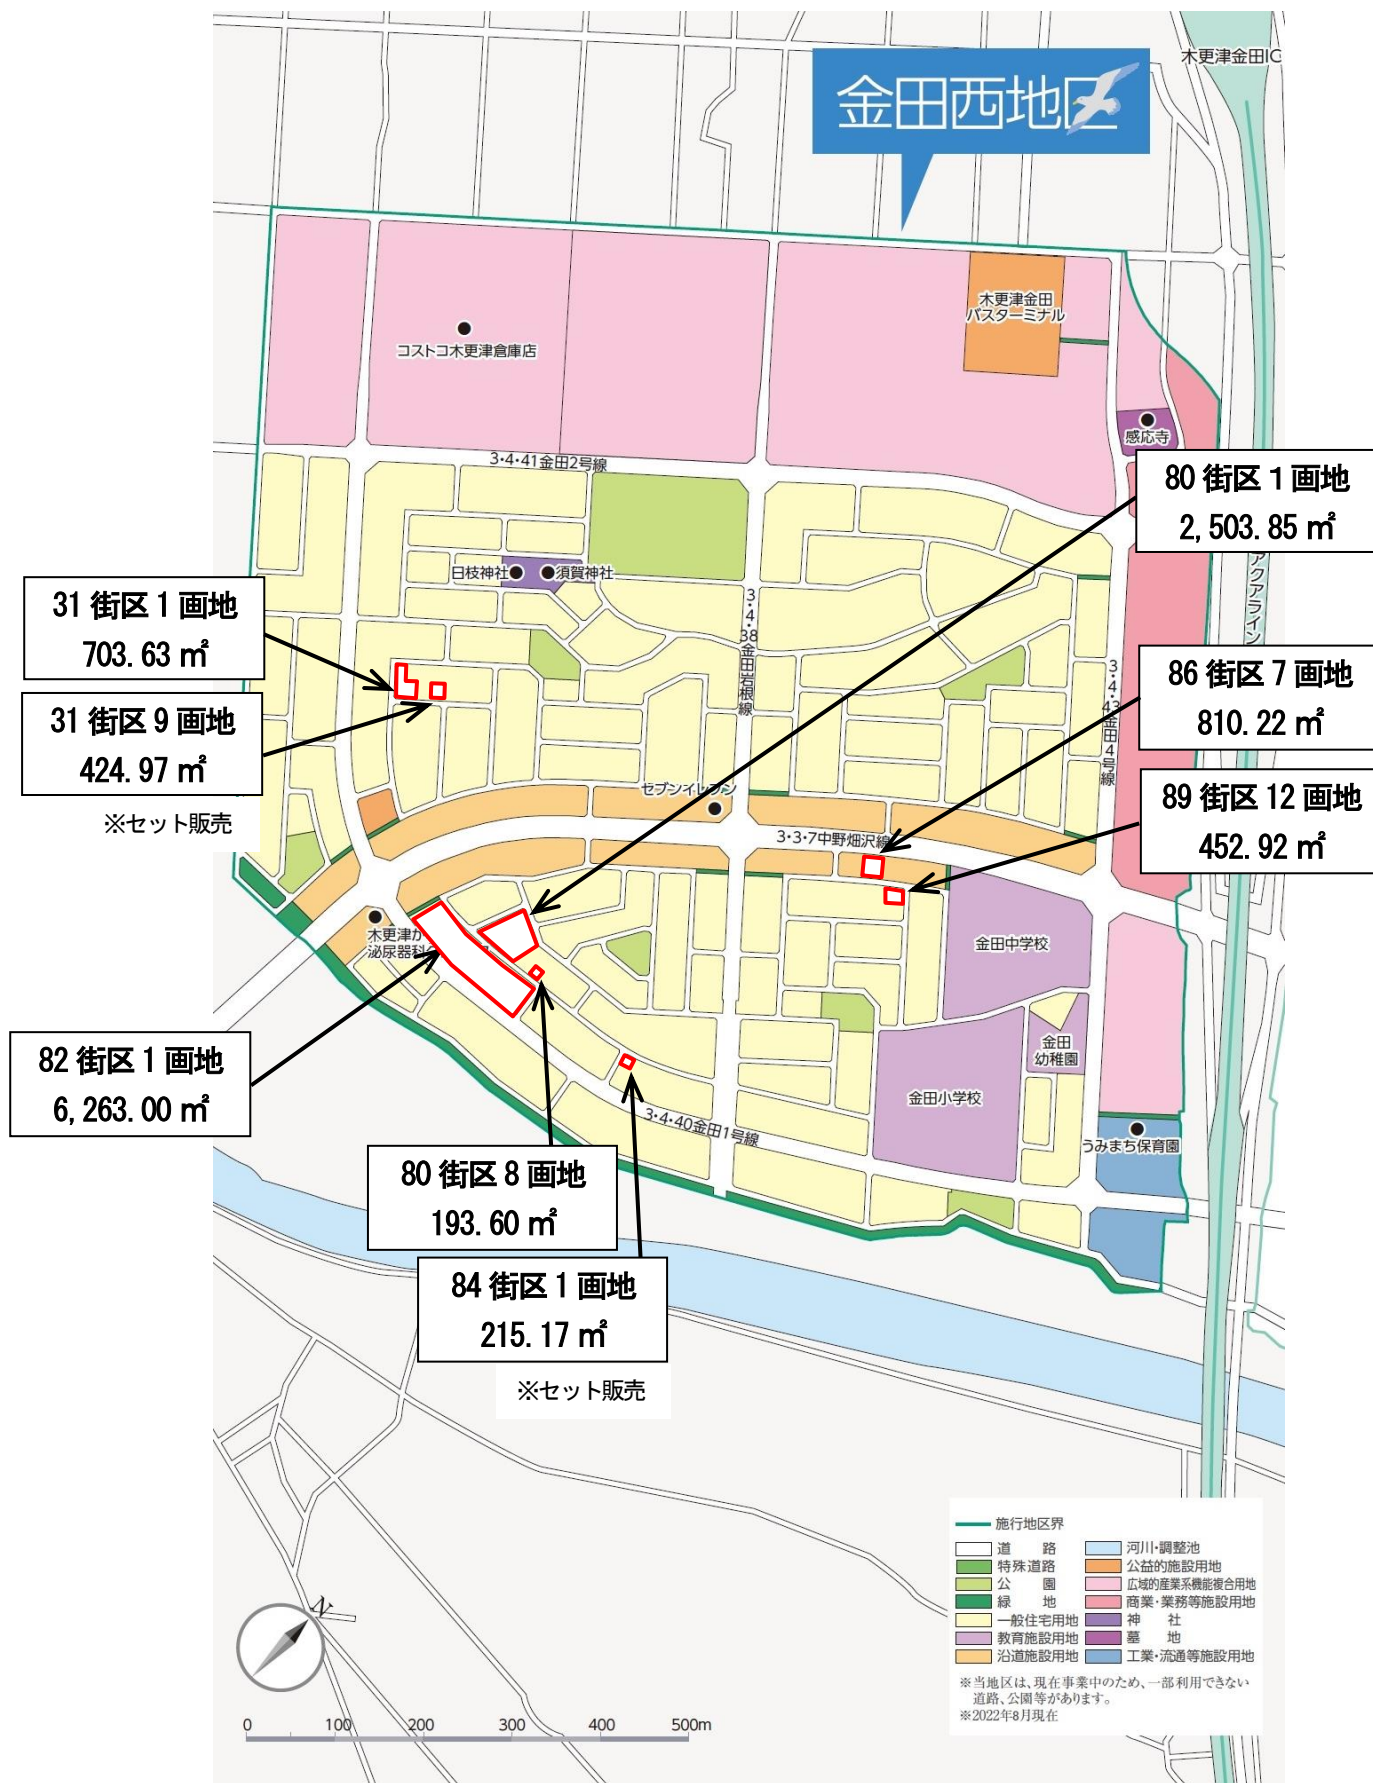 木更津金田IC
金田西地区
木更津金田
バスターミナル
コストコ木更津倉庫店
感応寺
3・4・41金田2号線
80 街区 1 画地
2,503.85 ㎡
アクアライン
日枝神社
須賀神社
31 街区 1 画地
703.63 ㎡
3・4・38金田岩根線
86 街区 7 画地
810.22 ㎡
3・4・43金田4号線
31 街区 9 画地
424.97 ㎡
※セット販売
セブンイレブン
89 街区 12 画地
452.92 ㎡
3・3・7中野畑沢線
木更津か
泌尿器科
金田中学校
82 街区 1 画地
6,263.00 ㎡
金田
幼稚園
金田小学校
3・4・40金田1号線
うみまち保育園
80 街区 8 画地
193.60 ㎡
84 街区 1 画地
215.17 ㎡
※セット販売
施行地区界
道 路
河川・調整池
特殊道路
公益的施設用地
公 園
広域的産業系機能複合用地
緑 地
商業・業務等施設用地
一般住宅用地
神 社
教育施設用地
墓 地
沿道施設用地
工業・流通等施設用地
※当地区は、現在事業中のため、一部利用できない
道路、公園等があります。
※2022年8月現在
N
0 100 200 300 400 500m